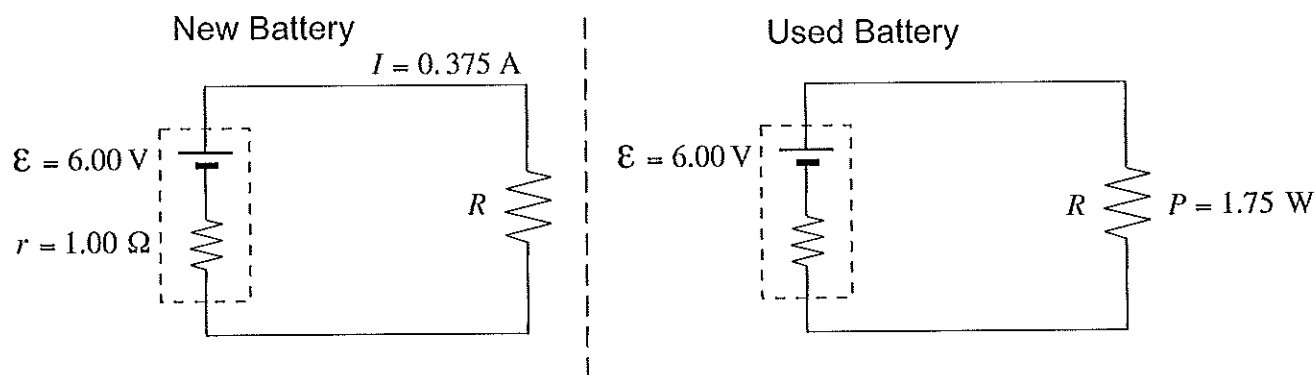 New Battery
I = 0.375 A
ε = 6.00 V
r = 1.00 Ω
R
Used Battery
ε = 6.00 V
R
P = 1.75 W